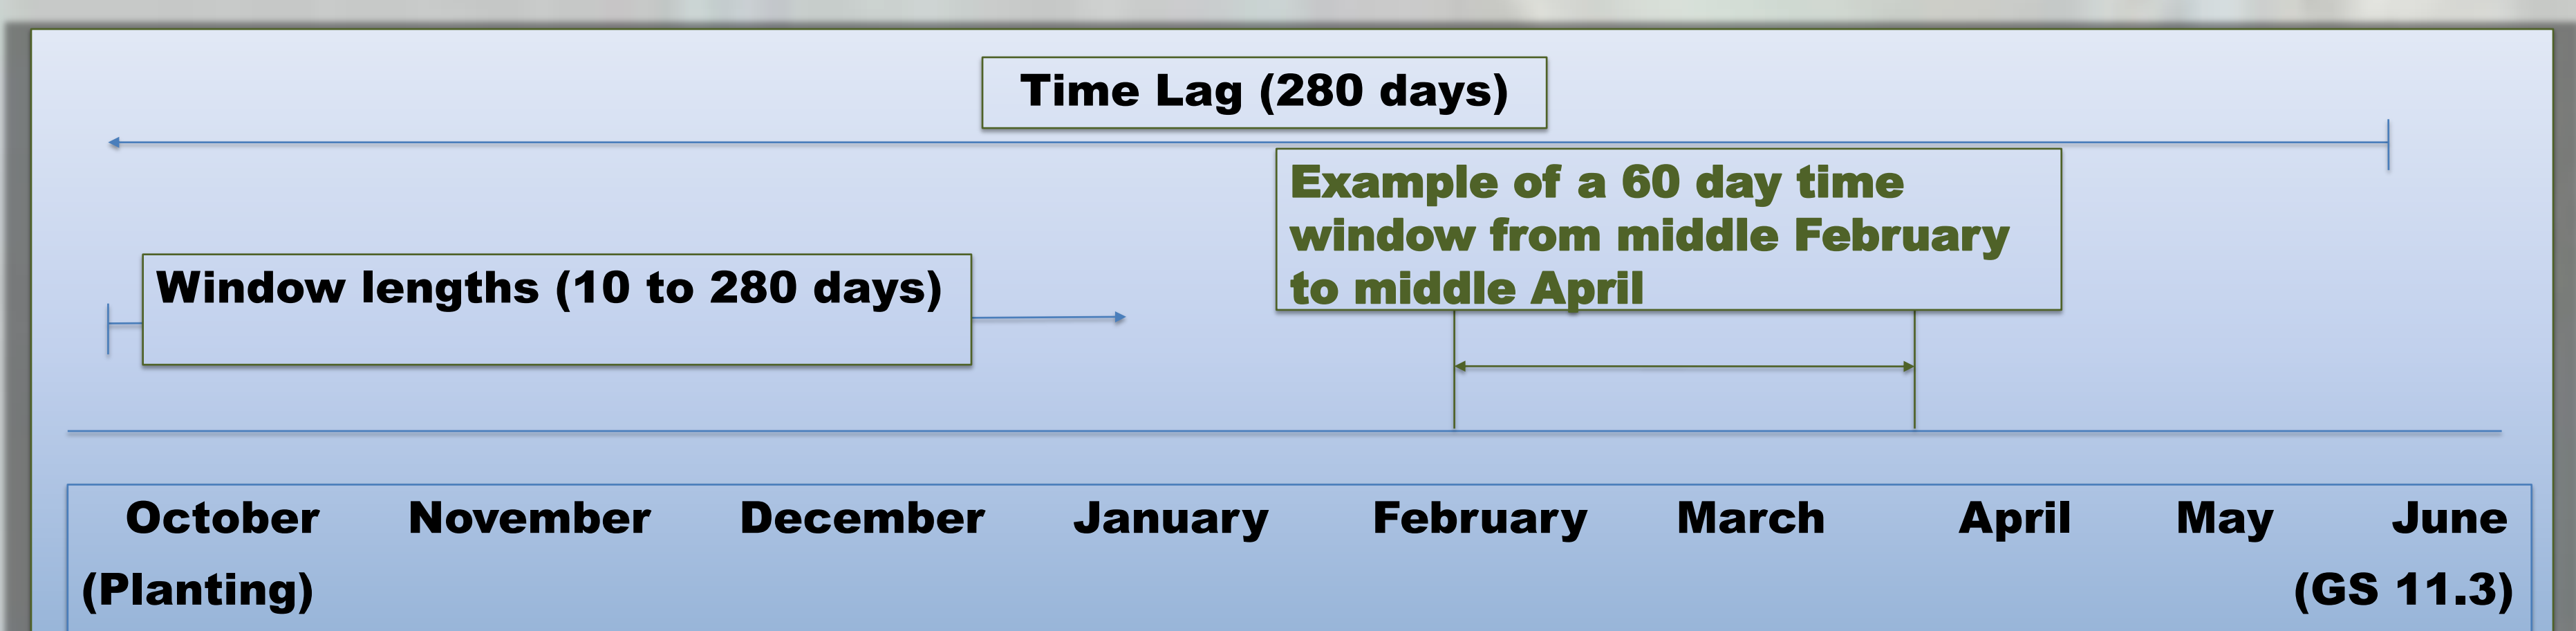 Time Lag (280 days)
Example of a 60 day time
window from middle February
to middle April
Window lengths (10 to 280 days)
October November December January February March April May June
(Planting) (GS 11.3)